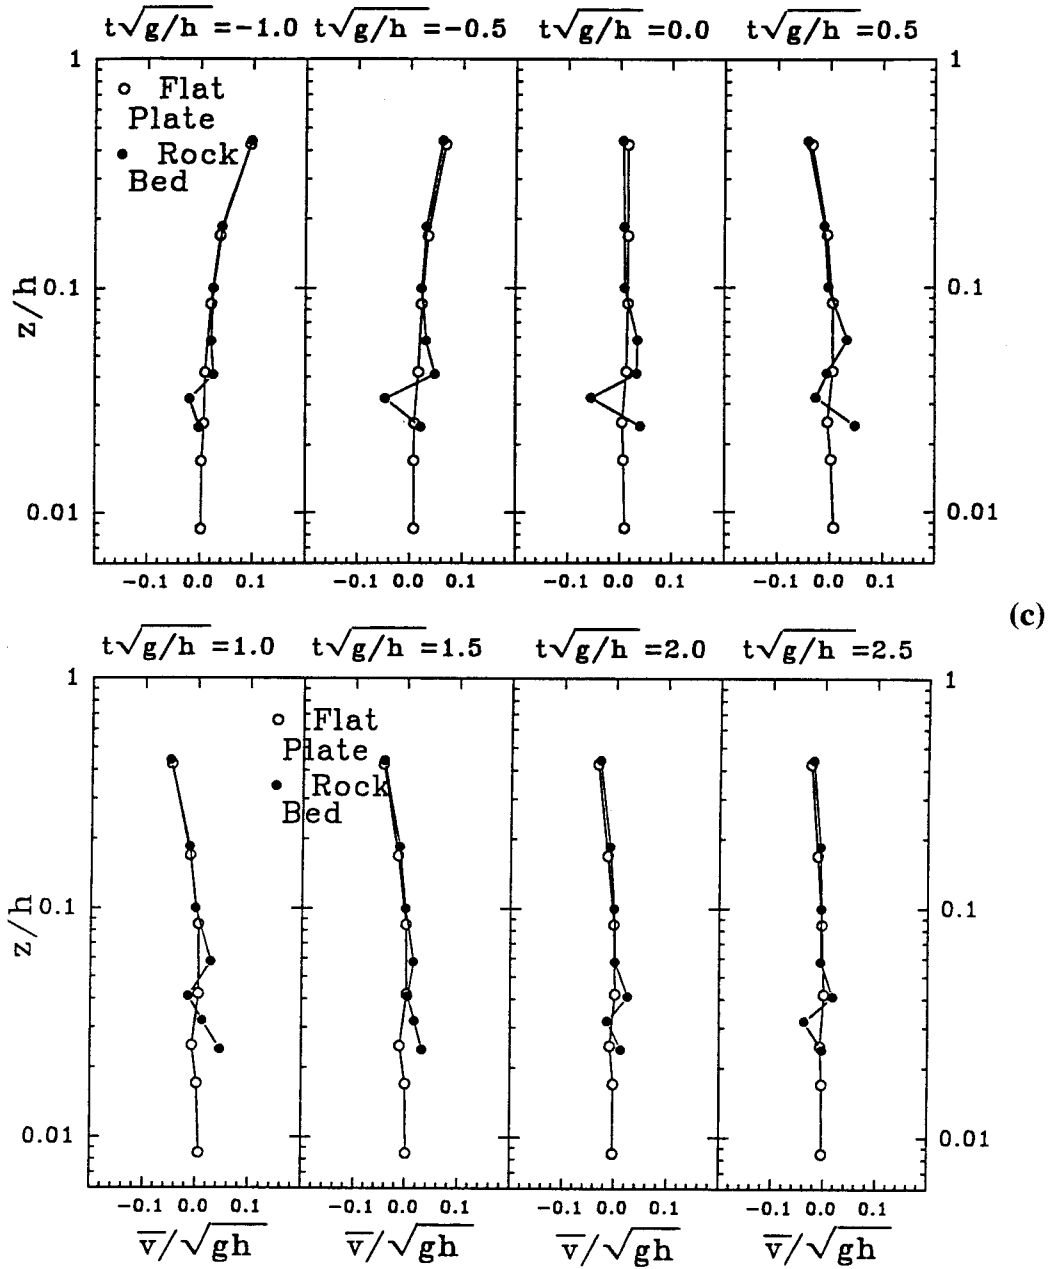 t√g/h =−1.0 t√g/h =−0.5 t√g/h =0.0 t√g/h =0.5
1 1
○ Flat
Plate
● Rock
Bed
z/h
0.1 0.1
0.01 0.01
−0.1 0.0 0.1 −0.1 0.0 0.1 −0.1 0.0 0.1 −0.1 0.0 0.1
(c)
t√g/h =1.0 t√g/h =1.5 t√g/h =2.0 t√g/h =2.5
1 1
○ Flat
Plate
● Rock
Bed
z/h
0.1 0.1
0.01 0.01
−0.1 0.0 0.1 −0.1 0.0 0.1 −0.1 0.0 0.1 −0.1 0.0 0.1
v̅/√gh v̅/√gh v̅/√gh v̅/√gh